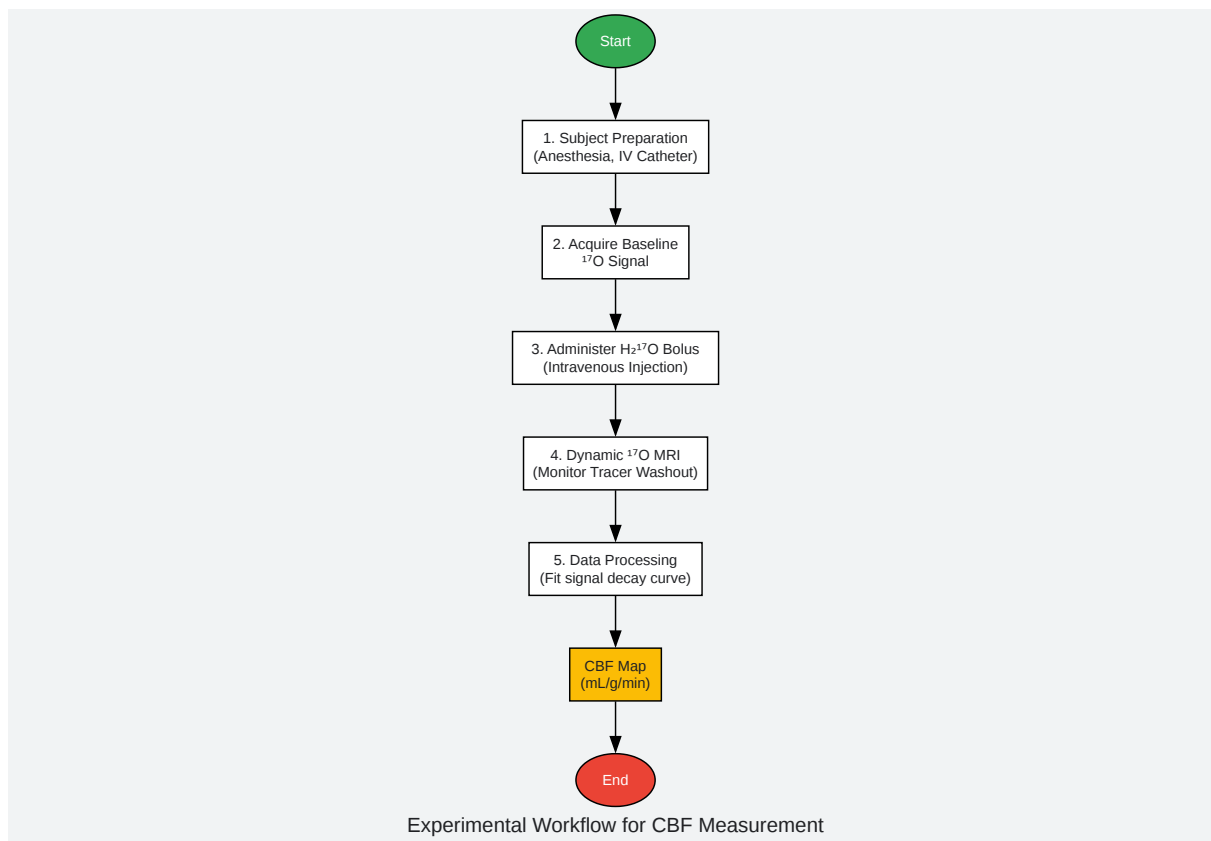 Start
1. Subject Preparation
(Anesthesia, IV Catheter)
2. Acquire Baseline
¹⁷O Signal
3. Administer H₂¹⁷O Bolus
(Intravenous Injection)
4. Dynamic ¹⁷O MRI
(Monitor Tracer Washout)
5. Data Processing
(Fit signal decay curve)
CBF Map
(mL/g/min)
End
Experimental Workflow for CBF Measurement